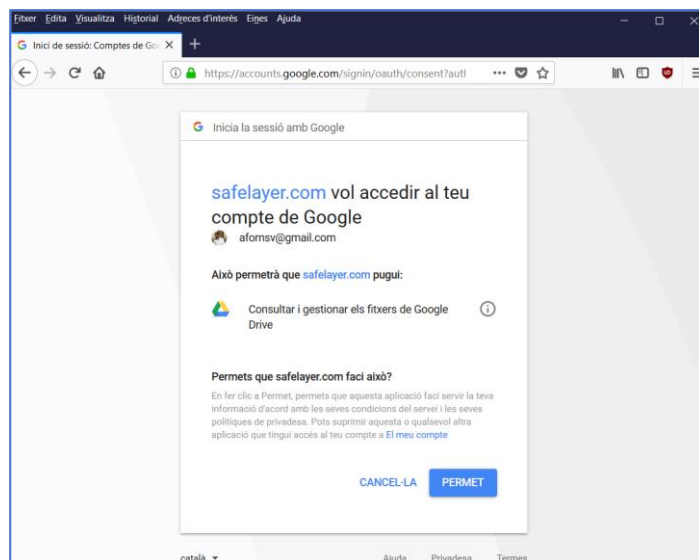 Fitxer Edita Visualitza Historial Adreces d'interès Eines Ajuda
Inici de sessió: Comptes de Goo
https://accounts.google.com/signin/oauth/consent?autl
Inicia la sessió amb Google
safelayer.com vol accedir al teu
compte de Google
afornsv@gmail.com
Això permetrà que safelayer.com pugui:
Consultar i gestionar els fitxers de Google
Drive
Permets que safelayer.com faci això?
En fer clic a Permet, permets que aquesta aplicació faci servir la teva
informació d'acord amb les seves condicions del servei i les seves
polítiques de privadesa. Pots suprimir aquesta o qualsevol altra
aplicació que tingui accés al teu compte a El meu compte
CANCEL·LA PERMET
català Ajuda Privadesa Termes